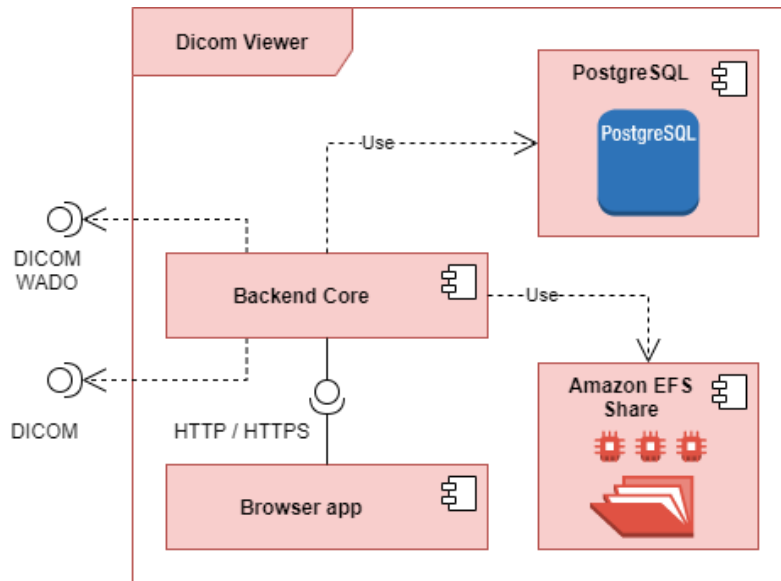 Dicom Viewer
PostgreSQL
PostgreSQL
Use
DICOM
WADO
Backend Core
Use
DICOM
HTTP / HTTPS
Amazon EFS
Share
Browser app